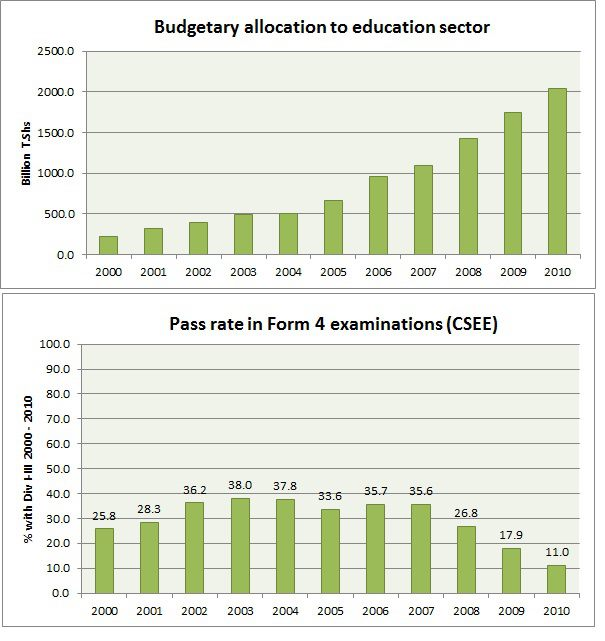 Budgetary allocation to education sector
2500.0
2000.0
1500.0
1000.0
500.0
0.0
Billion T.Shs
2000 2001 2002 2003 2004 2005 2006 2007 2008 2009 2010
Pass rate in Form 4 examinations (CSEE)
100.0
90.0
80.0
70.0
60.0
50.0
40.0
30.0
20.0
10.0
0.0
% with Div I-III 2000 - 2010
25.8 28.3 36.2 38.0 37.8 33.6 35.7 35.6 26.8 17.9 11.0
2000 2001 2002 2003 2004 2005 2006 2007 2008 2009 2010